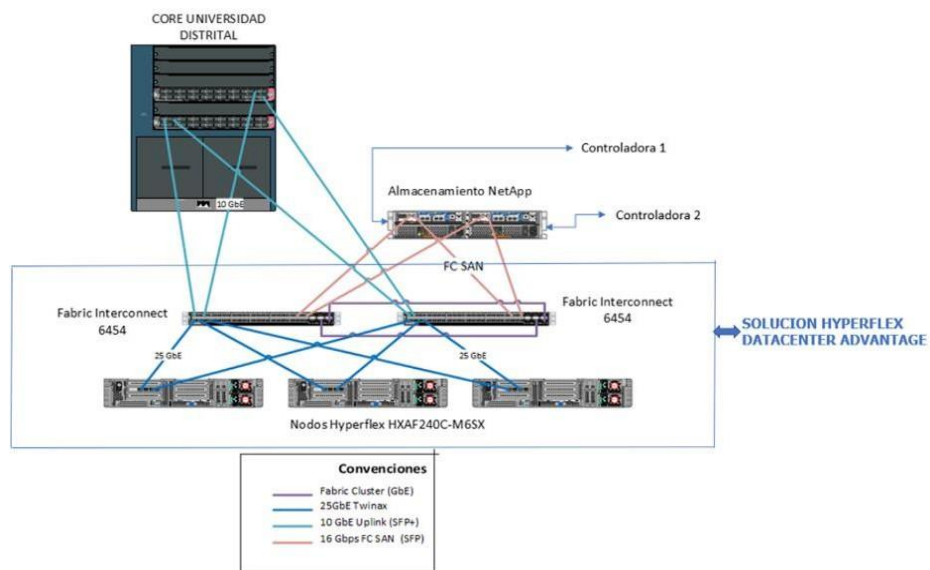 CORE UNIVERSIDAD
DISTRITAL
10 GbE
Controladora 1
Almacenamiento NetApp
Controladora 2
FC SAN
Fabric Interconnect
6454
Fabric Interconnect
6454
SOLUCION HYPERFLEX
DATACENTER ADVANTAGE
25 GbE
25 GbE
Nodos Hyperflex HXAF240C-M6SX
Convenciones
Fabric Cluster (GbE)
25GbE Twinax
10 GbE Uplink (SFP+)
16 Gbps FC SAN (SFP)